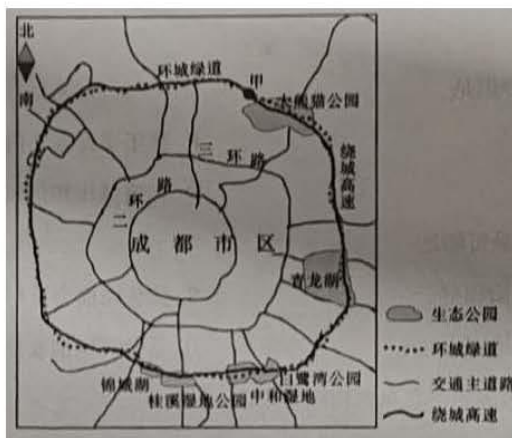 北
南
环城绿道
甲
大熊猫公园
三环路
绕城高速
二环路
成都市区
青龙湖
生态公园
环城绿道
交通主道路
绕城高速
锦城湖
桂溪湿地公园
中和湿地
白鹭湾公园